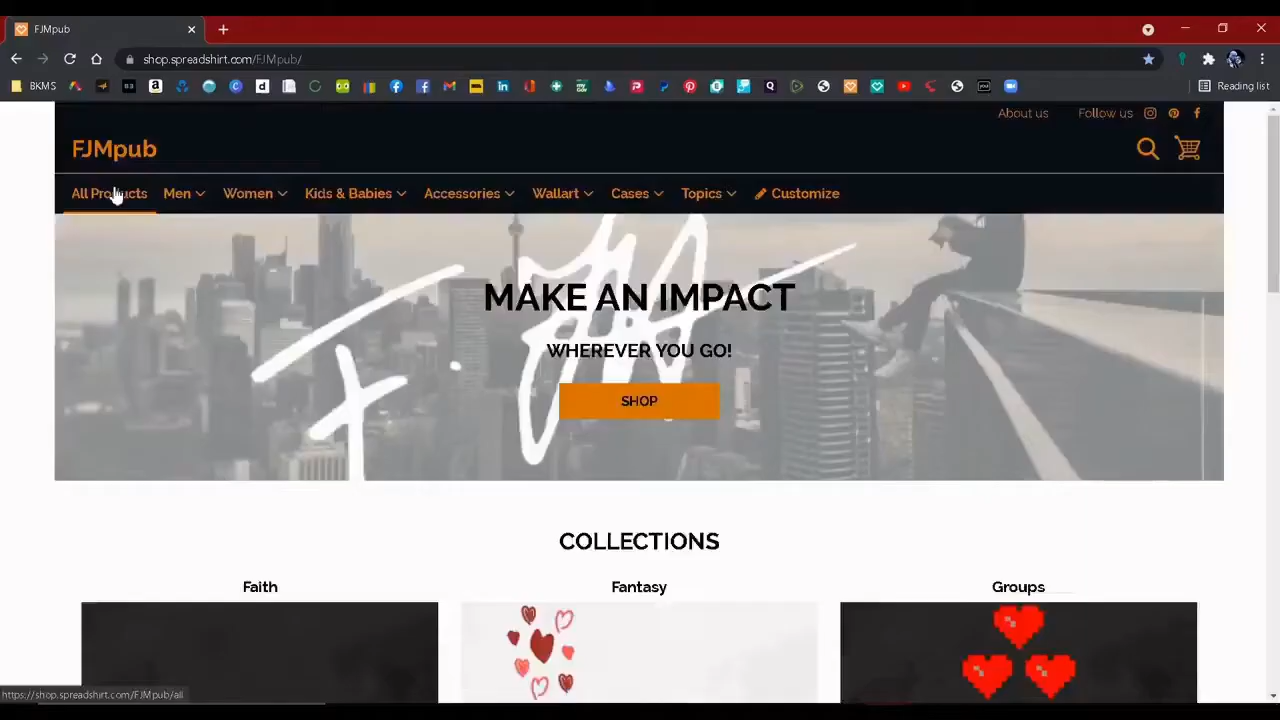 FJMpub
shop.spreadshirt.com/FJMpub/
BKMS
Reading list
About us
Follow us
FJMpub
All Products
Men
Women
Kids & Babies
Accessories
Wallart
Cases
Topics
Customize
MAKE AN IMPACT
WHEREVER YOU GO!
SHOP
COLLECTIONS
Faith
Fantasy
Groups
https://shop.spreadshirt.com/FJMpub/all